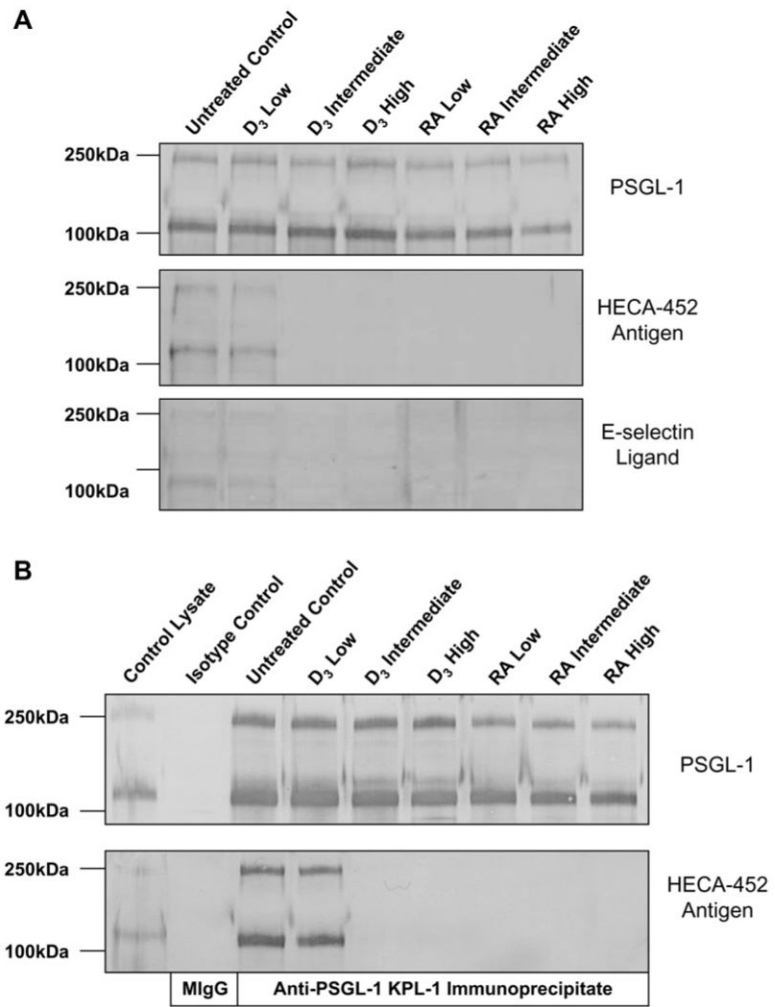 A
Untreated Control
D3 Low
D3 Intermediate
D3 High
RA Low
RA Intermediate
RA High
250kDa
100kDa
PSGL-1
250kDa
100kDa
HECA-452
Antigen
250kDa
100kDa
E-selectin
Ligand
B
Control Lysate
Isotype Control
Untreated Control
D3 Low
D3 Intermediate
D3 High
RA Low
RA Intermediate
RA High
250kDa
100kDa
PSGL-1
250kDa
100kDa
HECA-452
Antigen
MIgG
Anti-PSGL-1 KPL-1 Immunoprecipitate